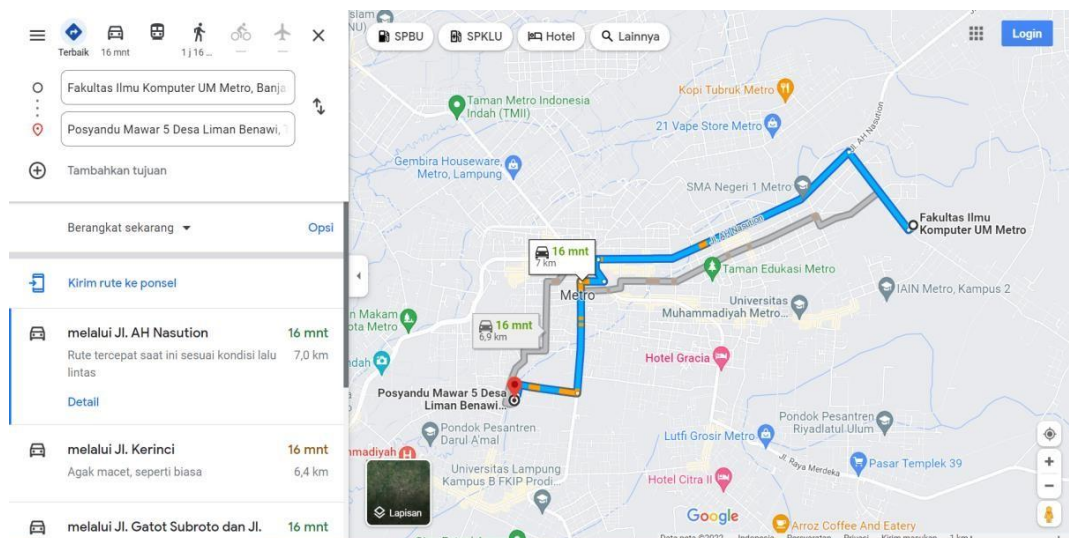 Terbaik
16 mnt
1 j 16 ...
Fakultas Ilmu Komputer UM Metro, Banja
Posyandu Mawar 5 Desa Liman Benawi,
Tambahkan tujuan
Berangkat sekarang
Opsi
Kirim rute ke ponsel
melalui Jl. AH Nasution
16 mnt
Rute tercepat saat ini sesuai kondisi lalu
7,0 km
lintas
Detail
melalui Jl. Kerinci
16 mnt
Agak macet, seperti biasa
6,4 km
melalui Jl. Gatot Subroto dan Jl.
16 mnt
SPBU
SPKLU
Hotel
Lainnya
Login
Taman Metro Indonesia
Indah (TMII)
Kopi Tubruk Metro
21 Vape Store Metro
Jl. AH Nasution
Gembira Houseware,
Metro, Lampung
SMA Negeri 1 Metro
Fakultas Ilmu
Komputer UM Metro
Jl. AH Nasution
16 mnt
7 km
Taman Edukasi Metro
Metro
IAIN Metro, Kampus 2
Universitas
Muhammadiyah Metro...
n Makam
ota Metro
16 mnt
6,9 km
Hotel Gracia
ndah
Posyandu Mawar 5 Desa
Liman Benawi...
Pondok Pesantren
Darul A'mal
Pondok Pesantren
Riyadlatul Ulum
Lutfi Grosir Metro
mmadiyah
Jl. Raya Merdeka
Pasar Templek 39
Universitas Lampung
Kampus B FKIP Prodi...
Hotel Citra II
Lapisan
Google
Arroz Coffee And Eatery